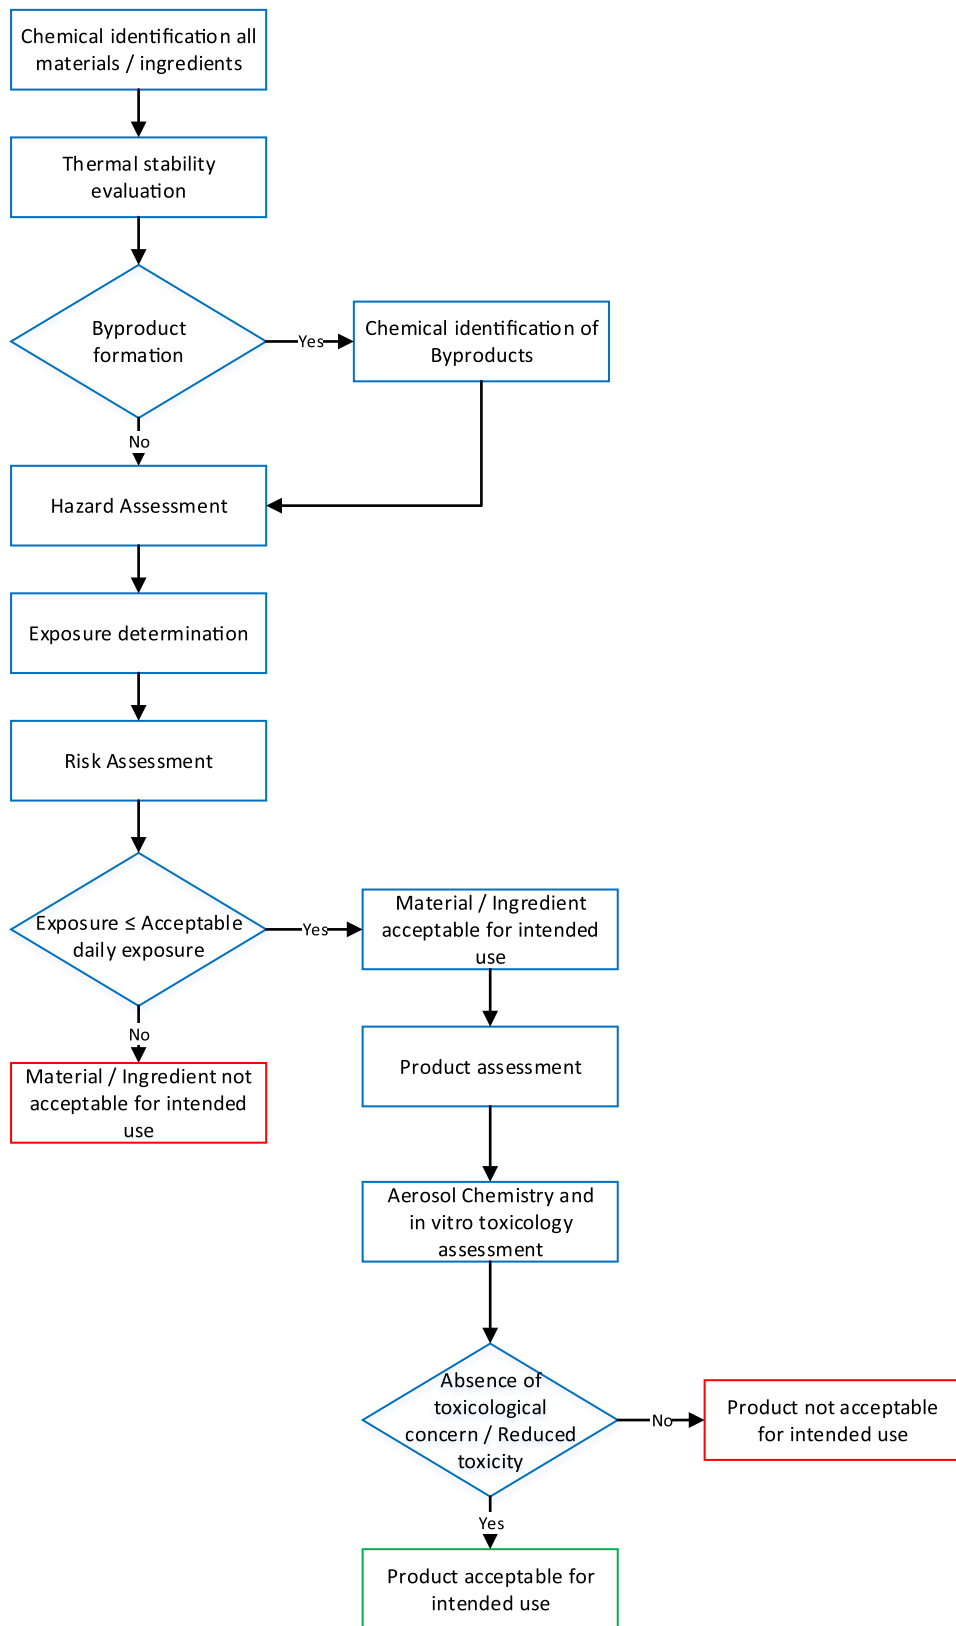 Chemical identification all
materials / ingredients
Thermal stability
evaluation
Byproduct
formation
Yes
Chemical identification of
Byproducts
No
Hazard Assessment
Exposure determination
Risk Assessment
Exposure ≤ Acceptable
daily exposure
Yes
Material / Ingredient
acceptable for intended
use
No
Material / Ingredient not
acceptable for intended
use
Product assessment
Aerosol Chemistry and
in vitro toxicology
assessment
Absence of
toxicological
concern / Reduced
toxicity
No
Product not acceptable
for intended use
Yes
Product acceptable for
intended use